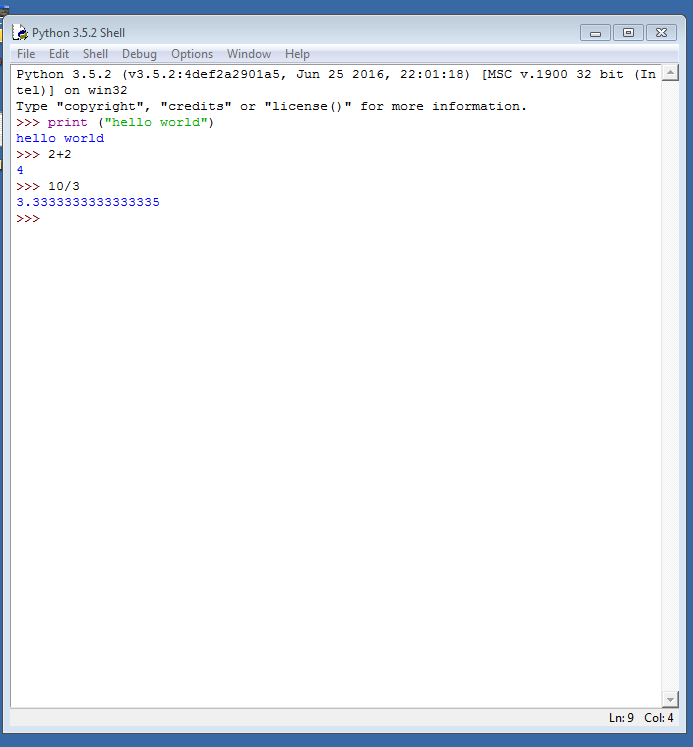 Python 3.5.2 Shell
File Edit Shell Debug Options Window Help
Python 3.5.2 (v3.5.2:4def2a2901a5, Jun 25 2016, 22:01:18) [MSC v.1900 32 bit (In
tel)] on win32
Type "copyright", "credits" or "license()" for more information.
>>> print ("hello world")
hello world
>>> 2+2
4
>>> 10/3
3.3333333333333335
>>>
Ln: 9 Col: 4